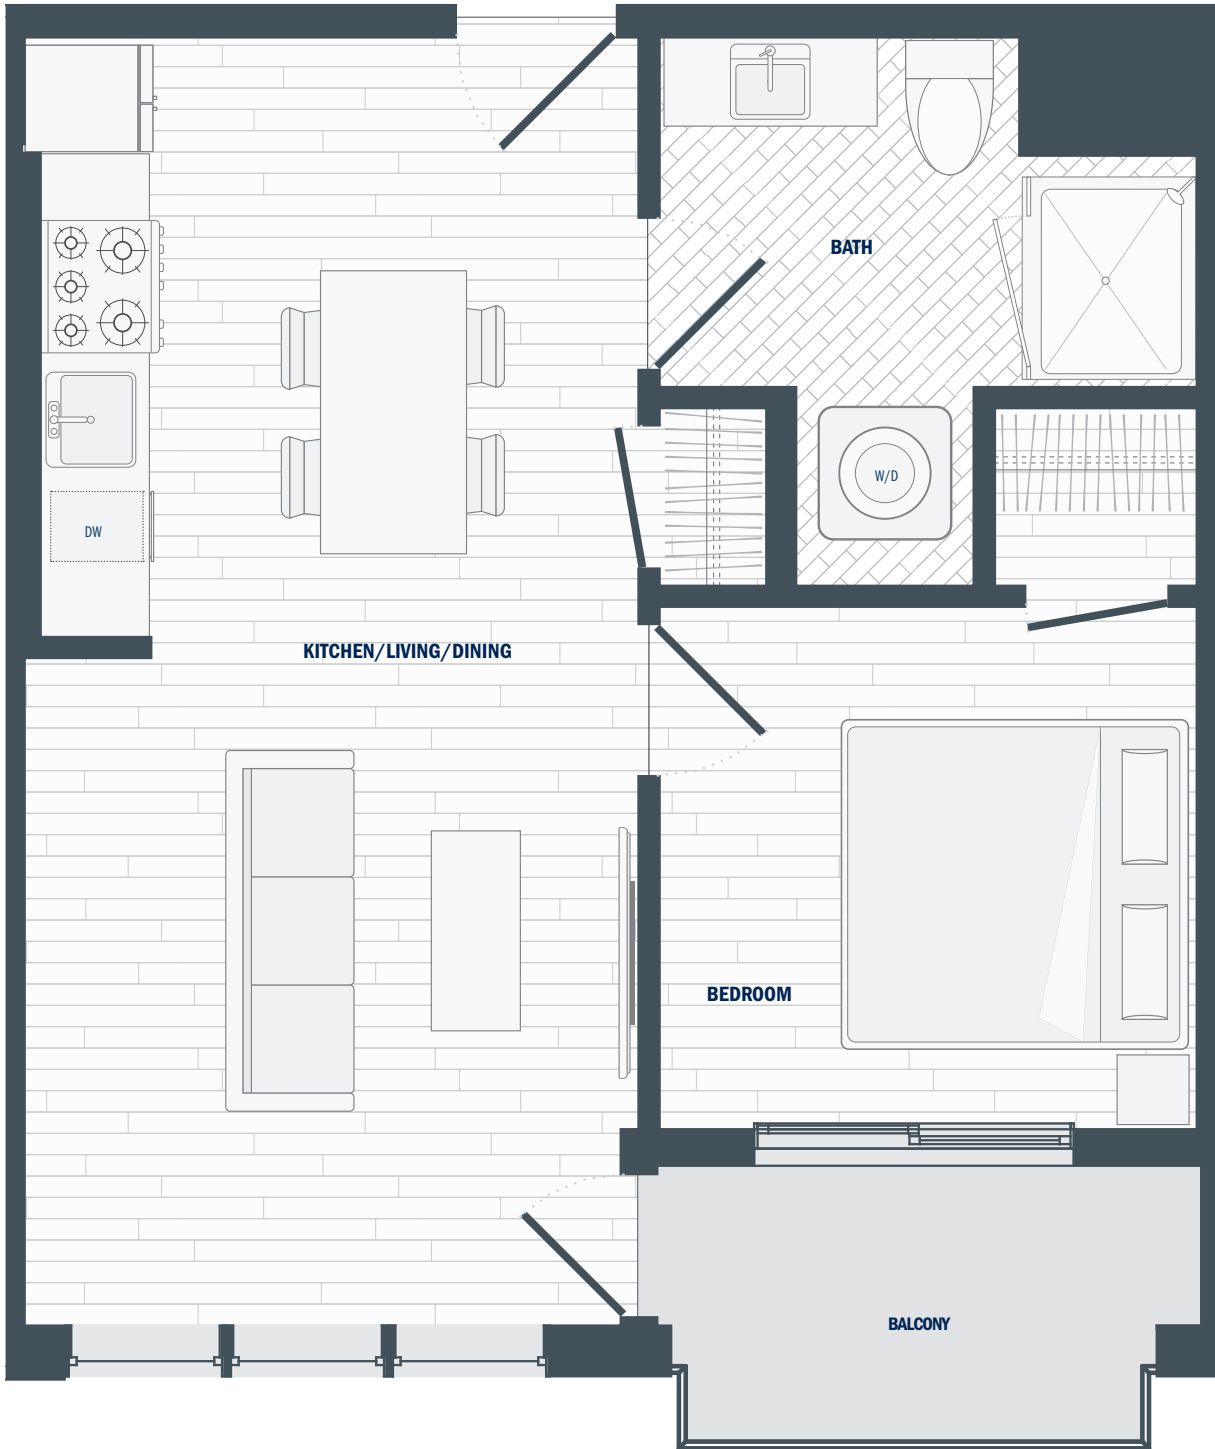 BATH
W/D
DW
KITCHEN/LIVING/DINING
BEDROOM
BALCONY